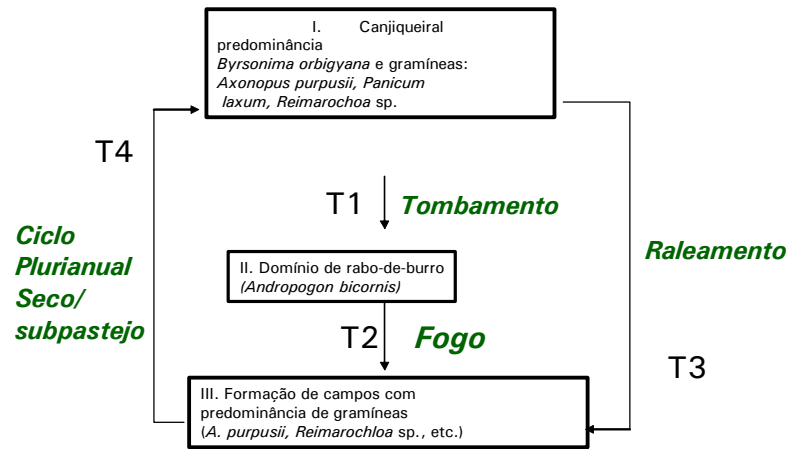 I. Canjiqueiral
predominância
Byrsonima orbigyana e gramíneas:
Axonopus purpusii, Panicum
laxum, Reimarochoa sp.
T4
T1
Tombamento
Ciclo
Plurianual
Seco/
subpastejo
Raleamento
II. Domínio de rabo-de-burro
(Andropogon bicornis)
T2
Fogo
T3
III. Formação de campos com
predominância de gramíneas
(A. purpusii, Reimarochloa sp., etc.)